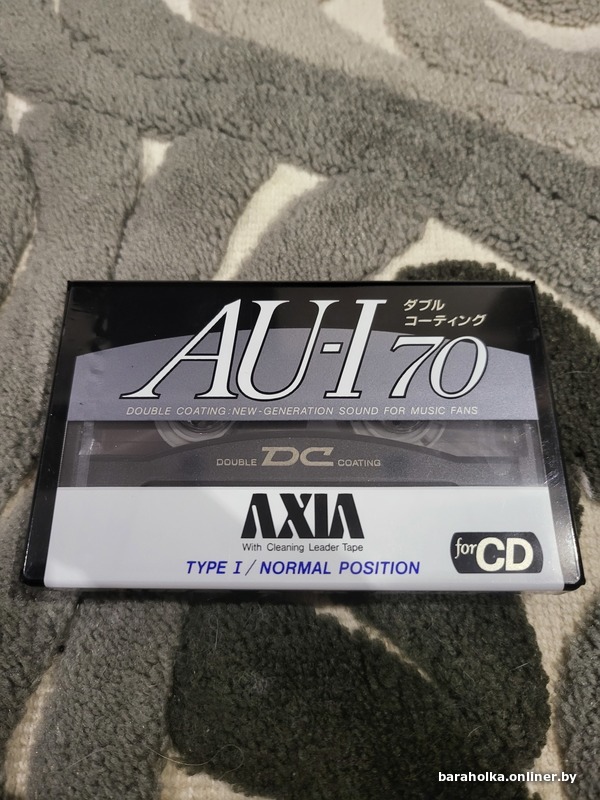 AU-I 70
ダブル
コーティング
DOUBLE COATING:NEW-GENERATION SOUND FOR MUSIC FANS
DOUBLE DC COATING
AXIA
With Cleaning Leader Tape
for CD
TYPE I / NORMAL POSITION
baraholka.onliner.by